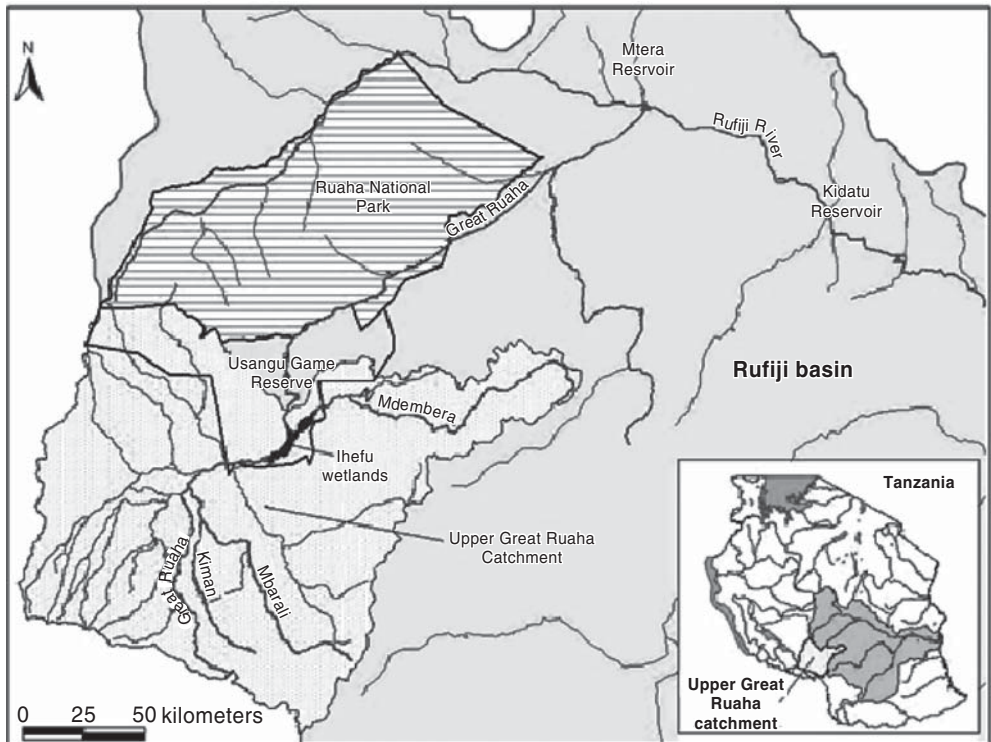 N
Mtera
Resrvoir
Rufiji River
Ruaha National
Park
Great Ruaha
Kidatu
Reservoir
Usangu Game
Reserve
Rufiji basin
Mdembera
Ihefu
wetlands
Upper Great Ruaha
Catchment
Great Ruaha
Kimani
Mbarali
Tanzania
Upper Great
Ruaha
catchment
0 25 50 kilometers